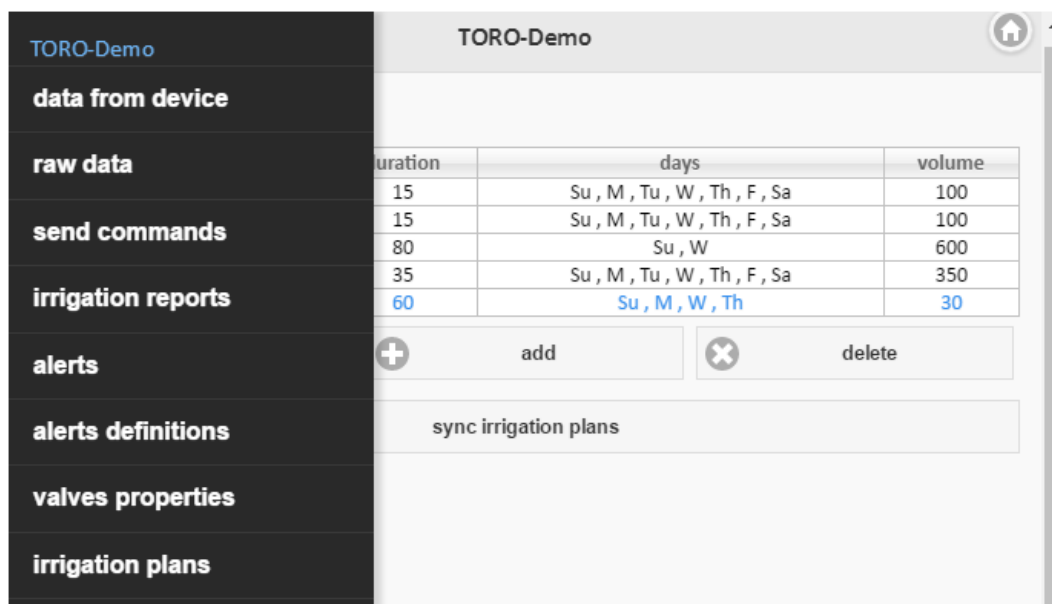 TORO-Demo
data from device
raw data
send commands
irrigation reports
alerts
alerts definitions
valves properties
irrigation plans
TORO-Demo
days volume
15 Su , M , Tu , W , Th , F , Sa 100
15 Su , M , Tu , W , Th , F , Sa 100
80 Su , W 600
35 Su , M , Tu , W , Th , F , Sa 350
60 Su , M , W , Th 30
add delete
sync irrigation plans